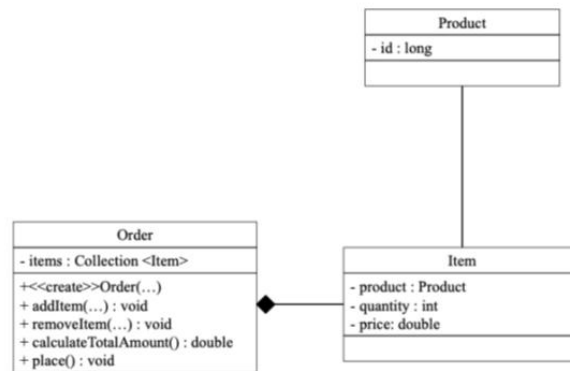 Product
- id : long
Order
- items : Collection <Item>
+<<create>>Order(...)
+ addItem(...) : void
+ removeItem(...) : void
+ calculateTotalAmount() : double
+ place() : void
Item
- product : Product
- quantity : int
- price: double